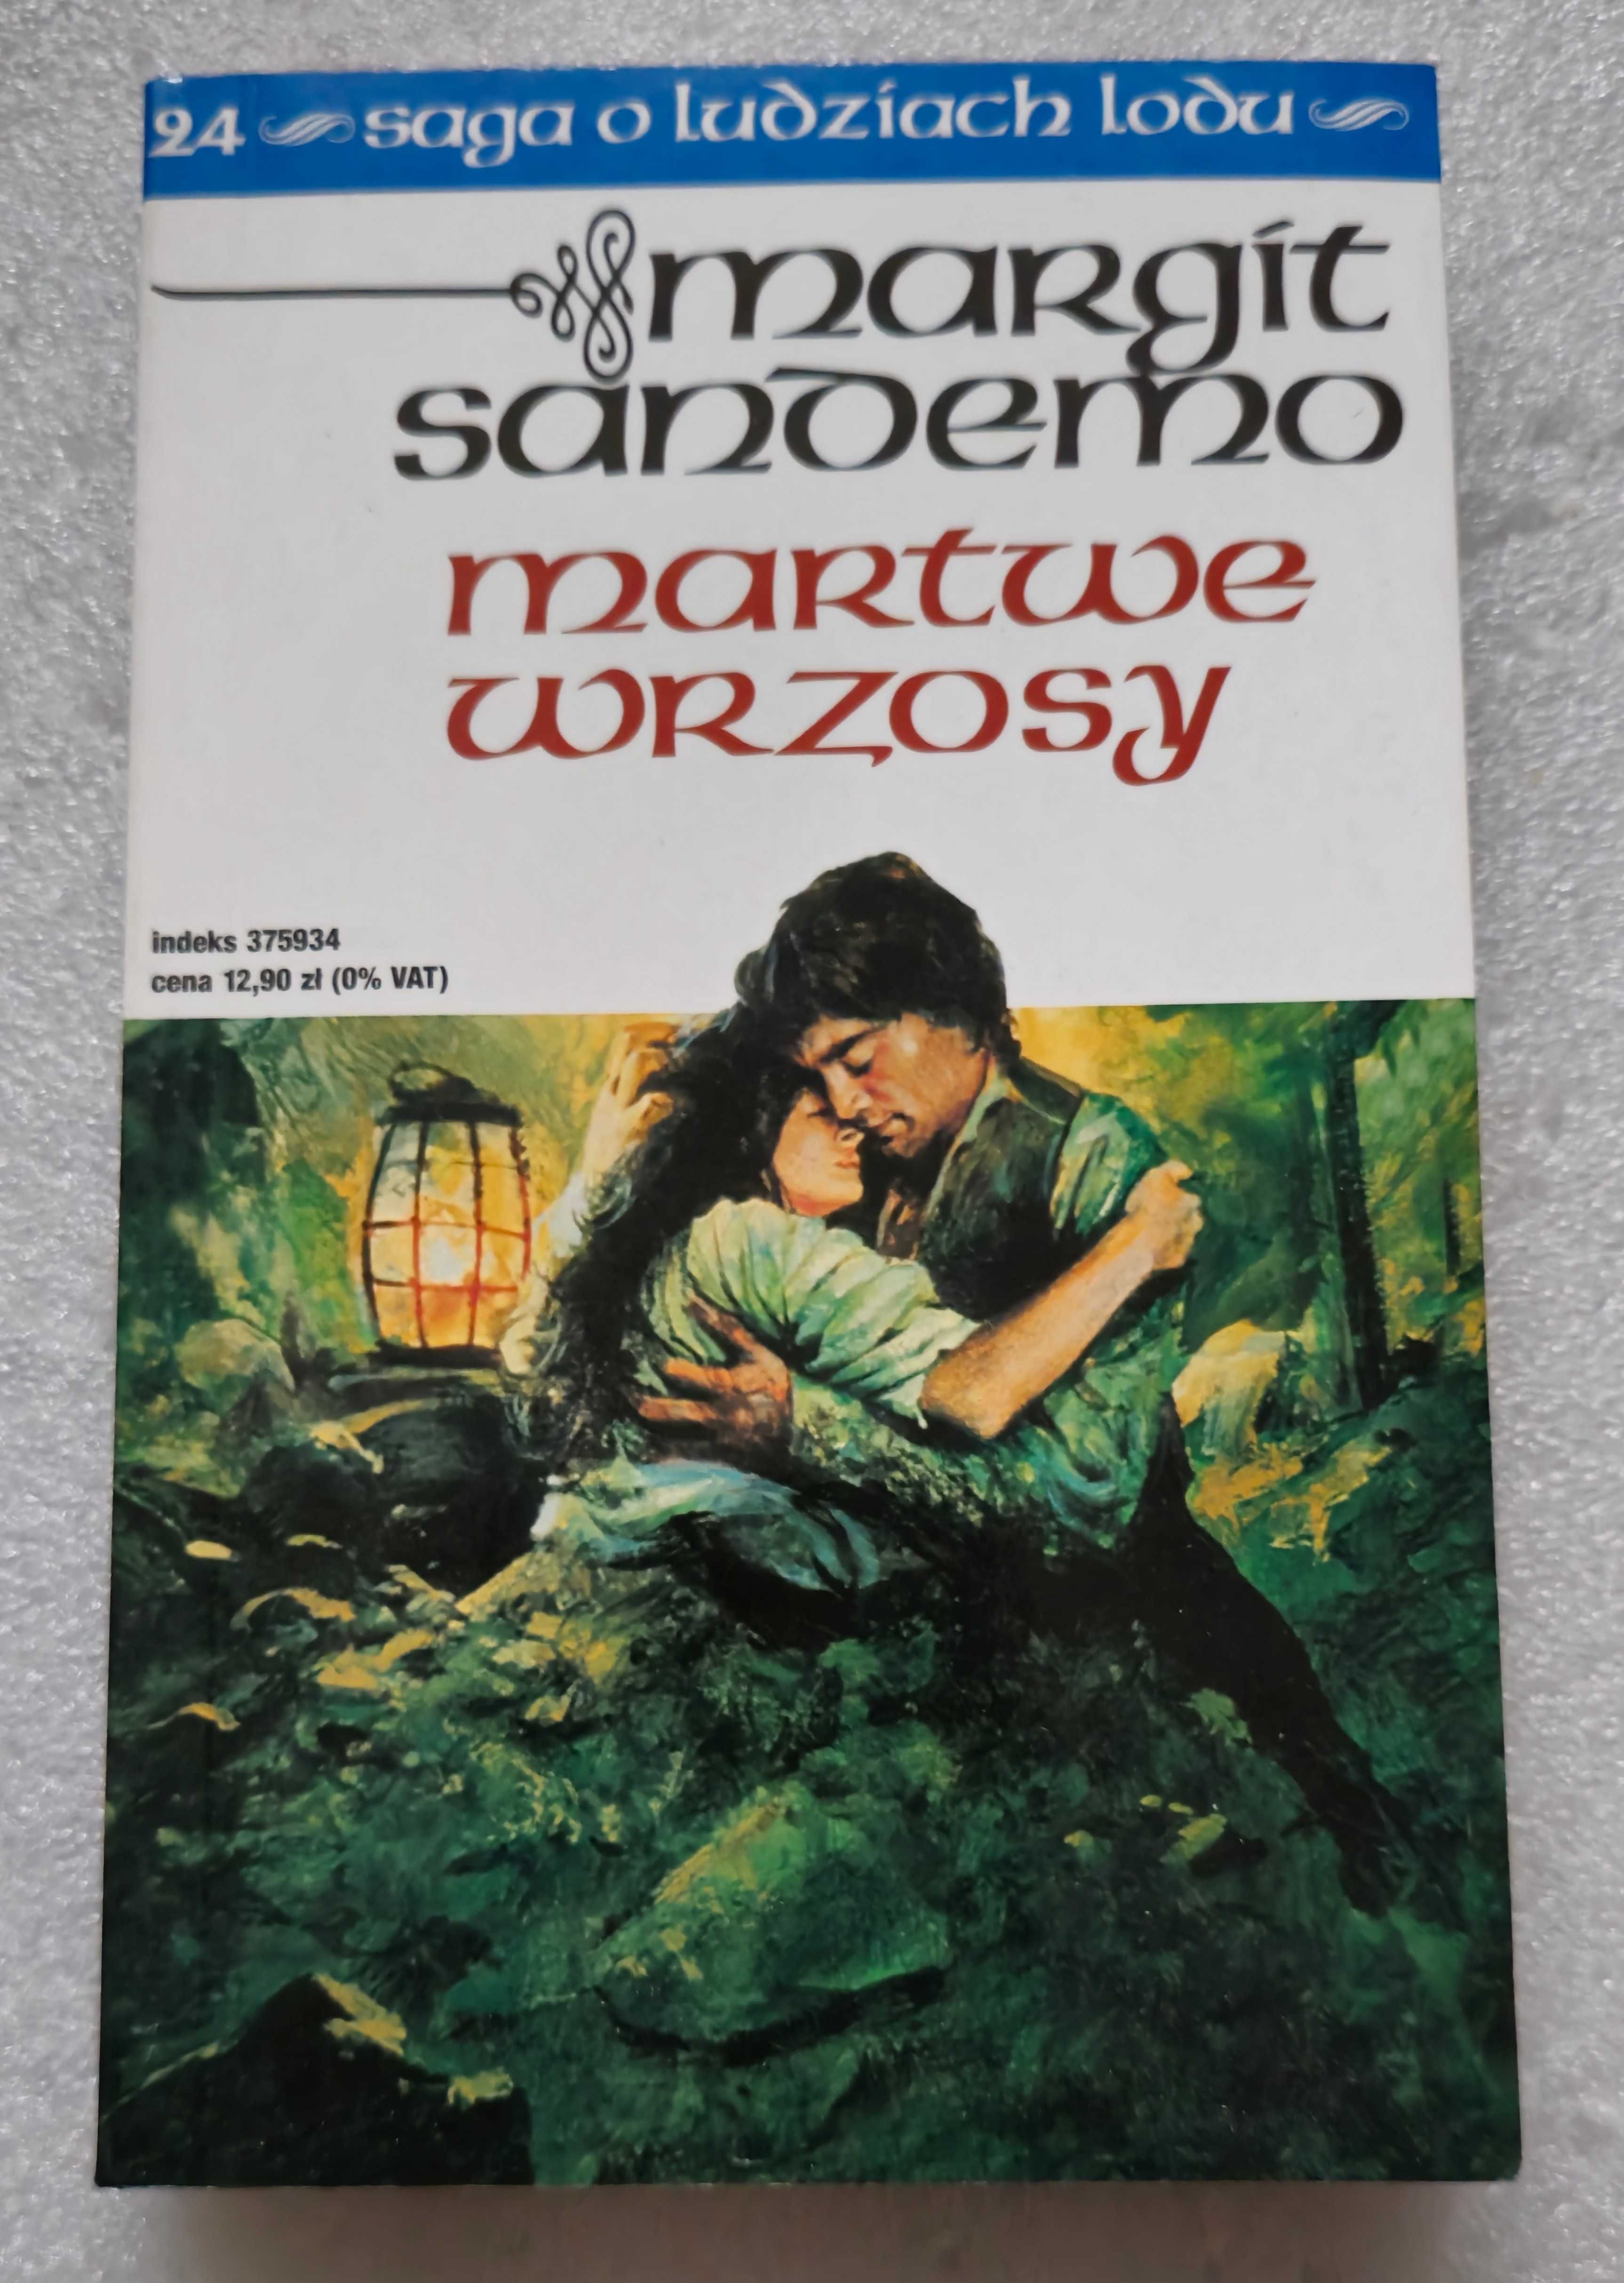 24 saga o ludziach lodu
margit
sandemo
martwe
wrzosy
indeks 375934
cena 12,90 zł (0% VAT)